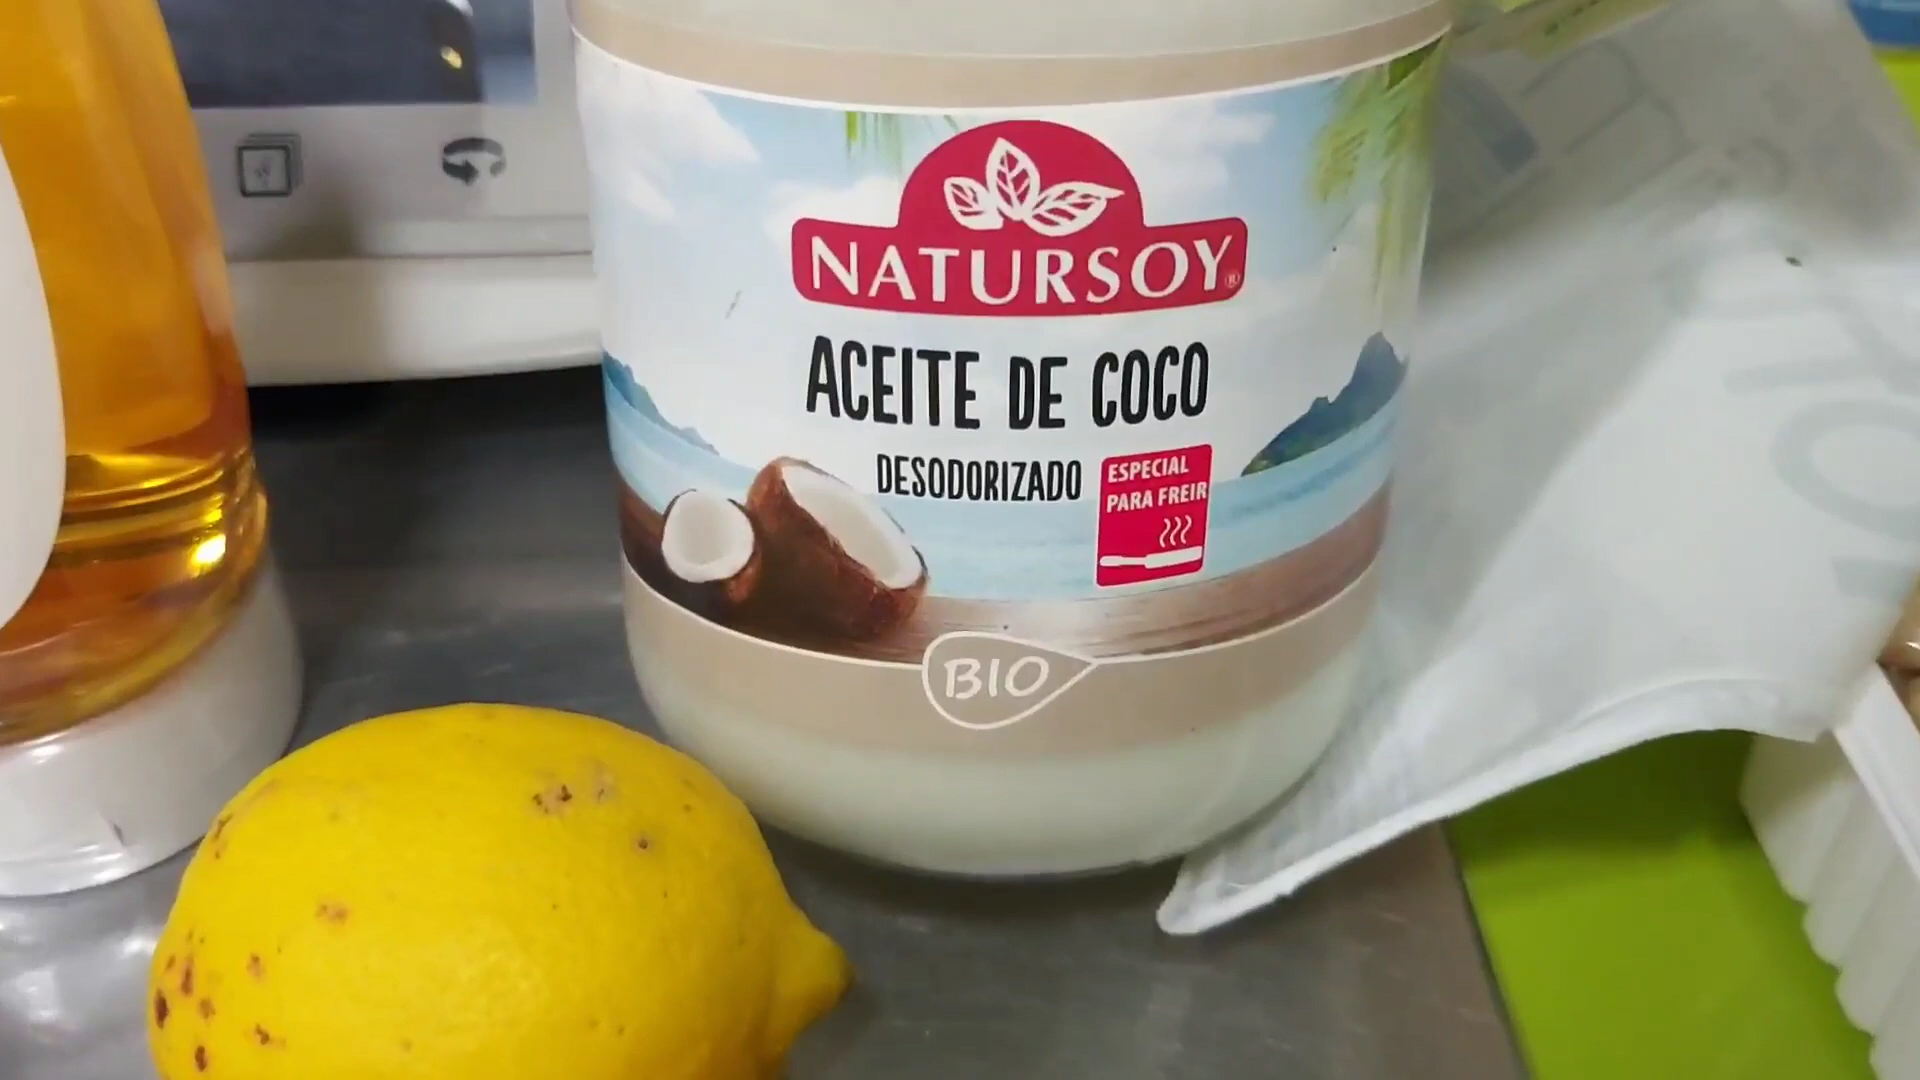 NATURSOY®
ACEITE DE COCO
DESODORIZADO
ESPECIAL
PARA FREIR
BIO